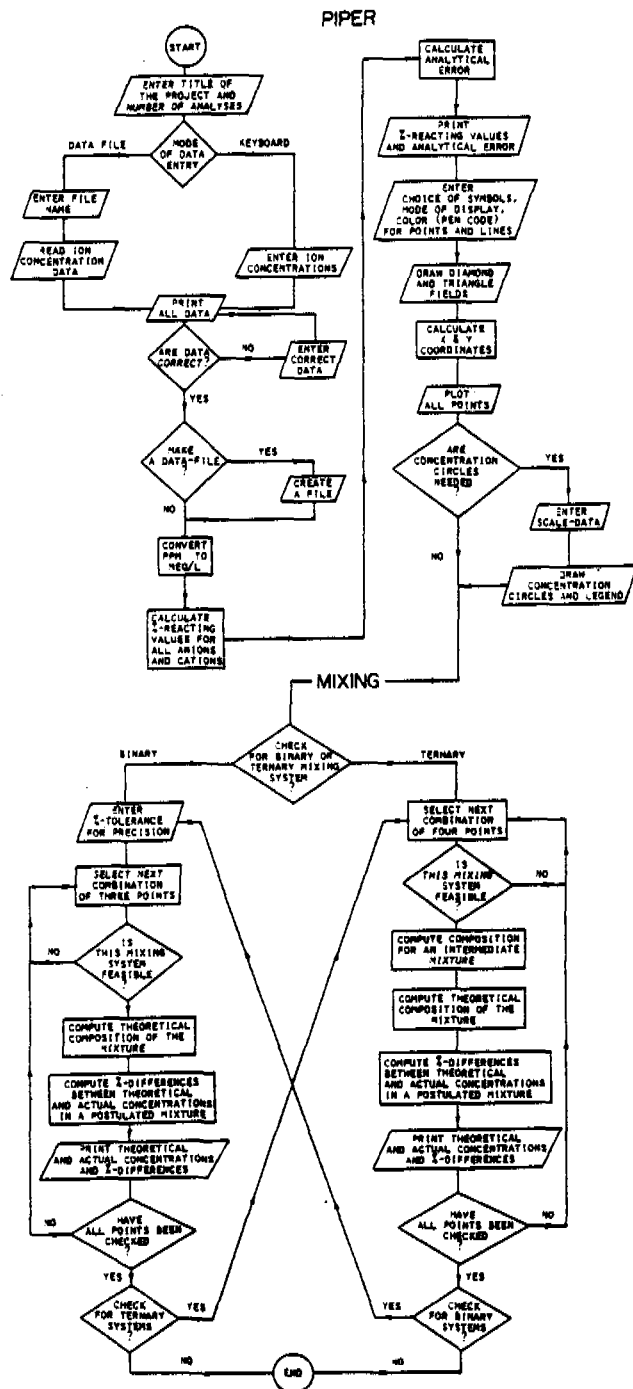 PIPER
START
ENTER TITLE OF
THE PROJECT AND
NUMBER OF ANALYSES
DATA FILE
MODE
OF DATA
ENTRY
KEYBOARD
ENTER FILE
NAME
READ ION
CONCENTRATION
DATA
ENTER ION
CONCENTRATIONS
PRINT
ALL DATA
ARE DATA
CORRECT?
NO
ENTER
CORRECT
DATA
YES
MAKE
A DATA-FILE
?
YES
CREATE
A FILE
NO
CONVERT
PPM TO
MEQ/L
CALCULATE
%-REACTING
VALUES FOR
ALL ANIONS
AND CATIONS
CALCULATE
ANALYTICAL
ERROR
PRINT
%-REACTING VALUES
AND ANALYTICAL ERROR
ENTER
CHOICE OF SYMBOLS,
MODE OF DISPLAY,
COLOR (PEN CODE)
FOR POINTS AND LINES
DRAW DIAMOND
AND TRIANGLE
FIELDS
CALCULATE
X & Y
COORDINATES
PLOT
ALL POINTS
ARE
CONCENTRATION
CIRCLES
NEEDED
?
YES
ENTER
SCALE-DATA
NO
DRAW
CONCENTRATION
CIRCLES AND LEGEND
MIXING
CHECK
FOR BINARY OR
TERNARY MIXING
SYSTEM
?
BINARY
TERNARY
ENTER
%-TOLERANCE
FOR PRECISION
SELECT NEXT
COMBINATION
OF THREE POINTS
NO
IS
THIS MIXING
SYSTEM
FEASIBLE
?
COMPUTE THEORETICAL
COMPOSITION OF THE
MIXTURE
COMPUTE %-DIFFERENCES
BETWEEN THEORETICAL
AND ACTUAL CONCENTRATIONS
IN A POSTULATED MIXTURE
PRINT THEORETICAL
AND ACTUAL CONCENTRATIONS
AND %-DIFFERENCES
NO
HAVE
ALL POINTS BEEN
CHECKED
?
YES
CHECK
FOR TERNARY
SYSTEMS
?
YES
NO
SELECT NEXT
COMBINATION
OF FOUR POINTS
IS
THIS MIXING
SYSTEM
FEASIBLE
?
NO
COMPUTE COMPOSITION
FOR AN INTERMEDIATE
MIXTURE
COMPUTE
THEORETICAL
COMPOSITION
OF THE
MIXTURE
COMPUTE %-DIFFERENCES
BETWEEN THEORETICAL
AND ACTUAL CONCENTRATIONS
IN A POSTULATED MIXTURE
PRINT THEORETICAL
AND ACTUAL CONCENTRATIONS
AND %-DIFFERENCES
HAVE
ALL POINTS BEEN
CHECKED
?
NO
YES
CHECK
FOR BINARY
SYSTEMS
?
YES
NO
END